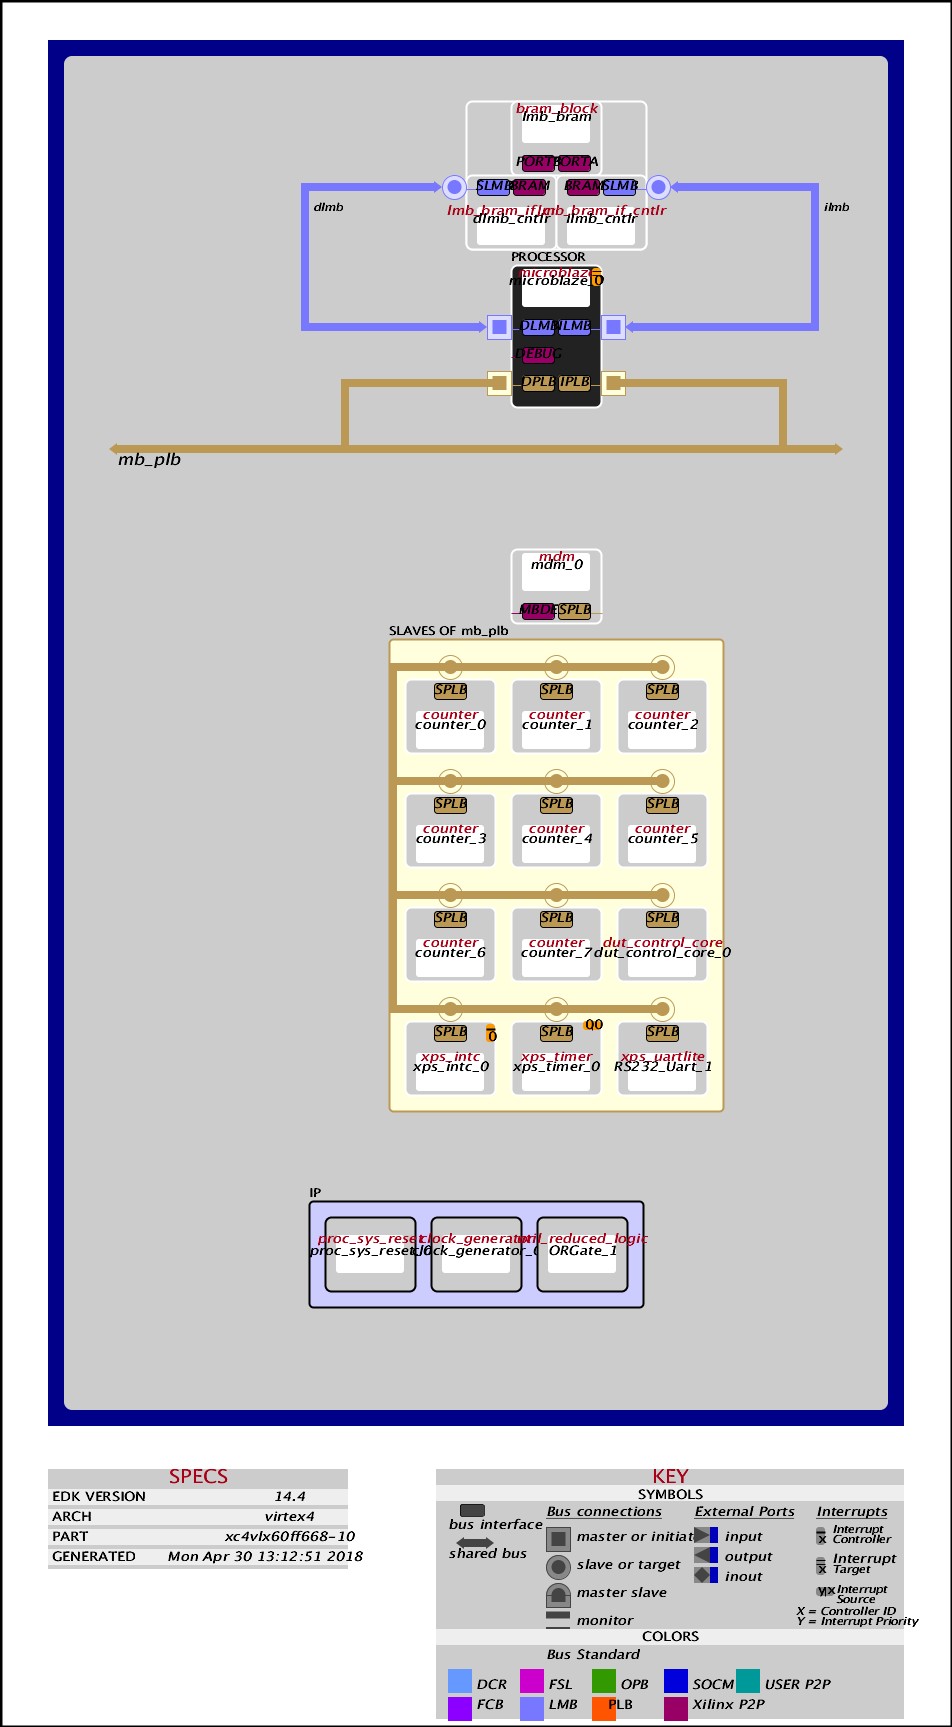 bram_block
lmb_bram
PORTB PORTA
SLMB BRAM BRAM SLMB
dlmb
ilmb
lmb_bram_if_cntlr
dlmb_cntlr ilmb_cntlr
PROCESSOR
microblaze
microblaze_0
DLMB ILMB
DEBUG
DPLB IPLB
mb_plb
mdm
mdm_0
SPLB
SLAVES OF mb_plb
SPLB SPLB SPLB
counter counter counter
counter_0 counter_1 counter_2
SPLB SPLB SPLB
counter counter counter
counter_3 counter_4 counter_5
SPLB SPLB SPLB
counter counter dut_control_core
counter_6 counter_7 dut_control_core_0
SPLB 0 SPLB 00 SPLB
xps_intc xps_timer xps_uartlite
xps_intc_0 xps_timer_0 RS232_Uart_1
IP
proc_sys_reset clock_generator util_reduced_logic
proc_sys_reset_0 clock_generator_0 ORGate_1
SPECS
EDK VERSION 14.4
ARCH virtex4
PART xc4vlx60ff668-10
GENERATED Mon Apr 30 13:12:51 2018
KEY
SYMBOLS
bus interface
shared bus
Bus connections
master or initiat
slave or target
master slave
monitor
External Ports
input
output
inout
Interrupts
x Interrupt Controller
x Interrupt Target
yx Interrupt Source
X = Controller ID
Y = Interrupt Priority
COLORS
Bus Standard
DCR FSL OPB SOCM USER P2P
FCB LMB PLB Xilinx P2P